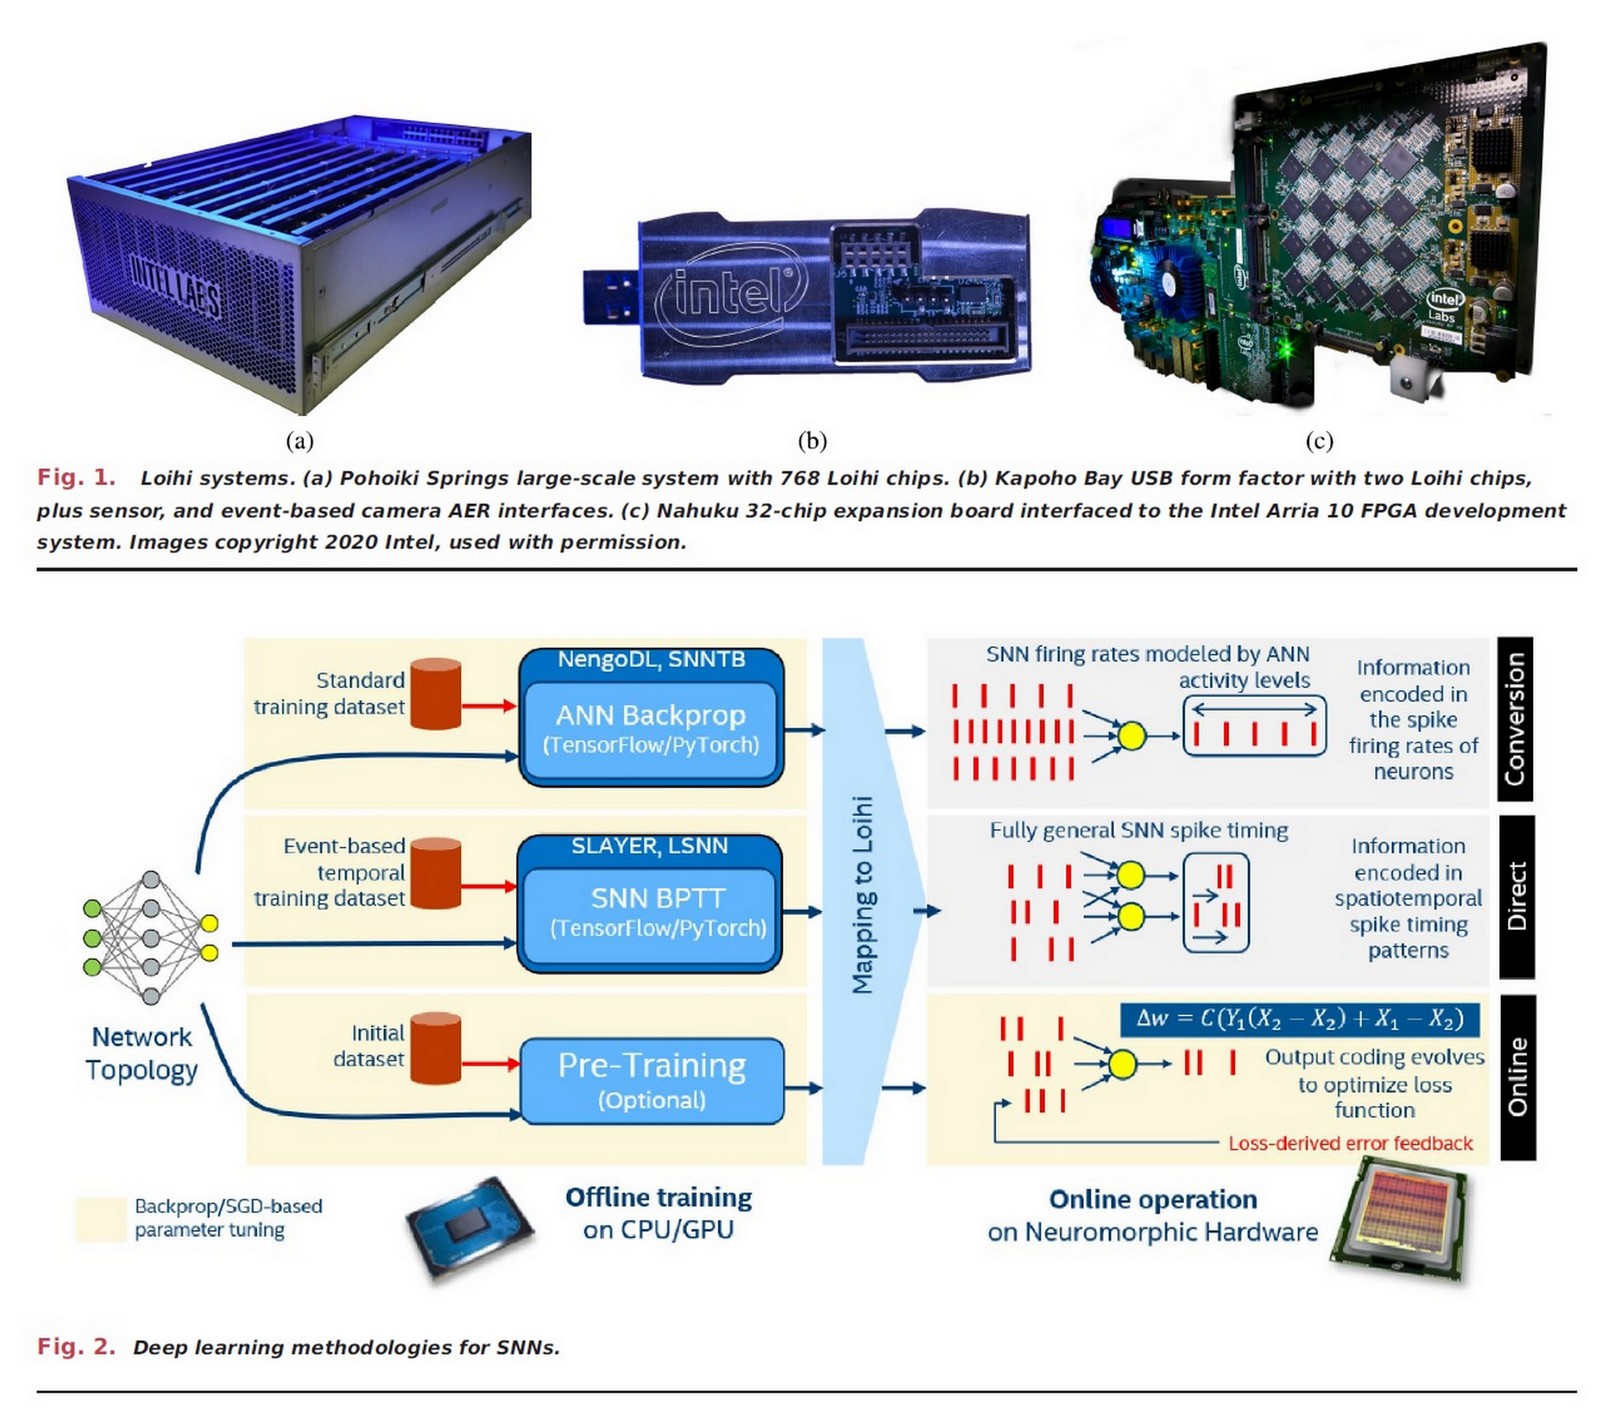 INTEL LABS
intel
intel
Labs
(a)
(b)
(c)
Fig. 1. Loihi systems. (a) Pohoiki Springs large-scale system with 768 Loihi chips. (b) Kapoho Bay USB form factor with two Loihi chips,
plus sensor, and event-based camera AER interfaces. (c) Nahuku 32-chip expansion board interfaced to the Intel Arria 10 FPGA development
system. Images copyright 2020 Intel, used with permission.
Network
Topology
Standard
training dataset
NengoDL, SNNTB
ANN Backprop
(TensorFlow/PyTorch)
SNN firing rates modeled by ANN
activity levels
Information
encoded in
the spike
firing rates of
neurons
Conversion
Event-based
temporal
training dataset
SLAYER, LSNN
SNN BPTT
(TensorFlow/PyTorch)
Mapping to Loihi
Fully general SNN spike timing
Information
encoded in
spatiotemporal
spike timing
patterns
Direct
Initial
dataset
Pre-Training
(Optional)
Δw = C(Y₁(X₂ − X₂) + X₁ − X₂)
Output coding evolves
to optimize loss
function
Loss-derived error feedback
Online
Backprop/SGD-based
parameter tuning
Offline training
on CPU/GPU
Online operation
on Neuromorphic Hardware
Fig. 2. Deep learning methodologies for SNNs.